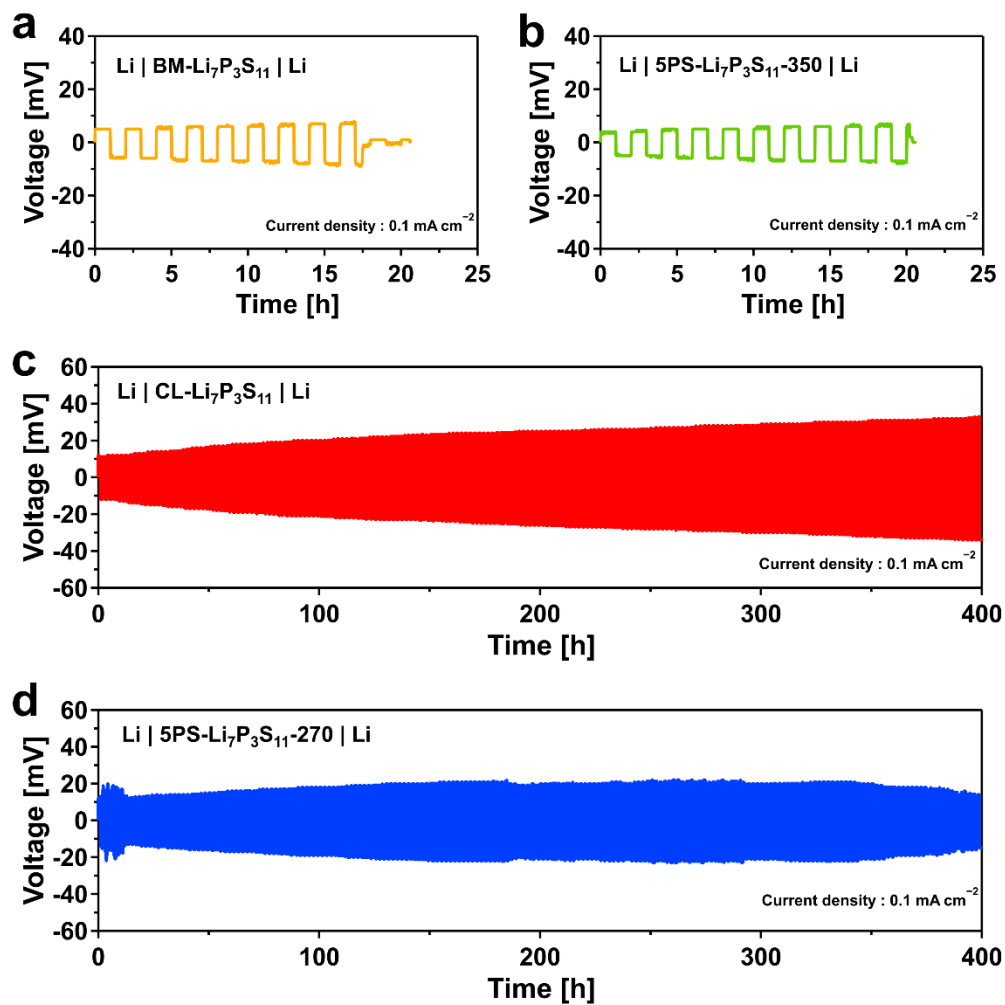 a
40
20
0
-20
-40
Voltage [mV]
Li | BM-Li₇P₃S₁₁ | Li
Current density : 0.1 mA cm⁻²
0 5 10 15 20 25
Time [h]
b
40
20
0
-20
-40
Voltage [mV]
Li | 5PS-Li₇P₃S₁₁-350 | Li
Current density : 0.1 mA cm⁻²
0 5 10 15 20 25
Time [h]
c
60
40
20
0
-20
-40
-60
Voltage [mV]
Li | CL-Li₇P₃S₁₁ | Li
Current density : 0.1 mA cm⁻²
0 100 200 300 400
Time [h]
d
60
40
20
0
-20
-40
-60
Voltage [mV]
Li | 5PS-Li₇P₃S₁₁-270 | Li
Current density : 0.1 mA cm⁻²
0 100 200 300 400
Time [h]